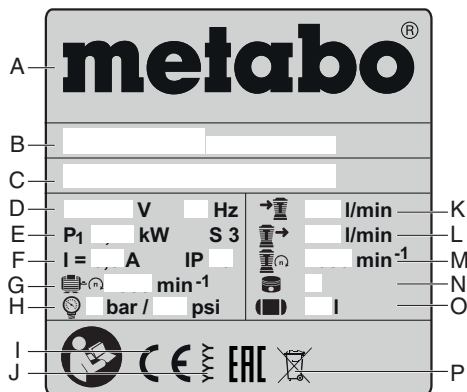 metabo®
A
B
C
D V Hz
E P1 kW S 3
F I = A IP
G min-1
H bar / psi
l/min K
l/min L
min-1 M
N
l O
I CE
J YYYY
EAC
P